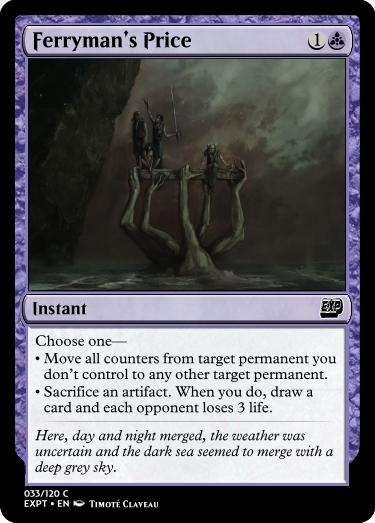 Ferryman's Price 1
EXP
Instant
Choose one—
• Move all counters from target permanent you
don't control to any other target permanent.
• Sacrifice an artifact. When you do, draw a
card and each opponent loses 3 life.
Here, day and night merged, the weather was
uncertain and the dark sea seemed to merge with a
deep grey sky.
033/120 C
EXPT • EN Timoté Claveau